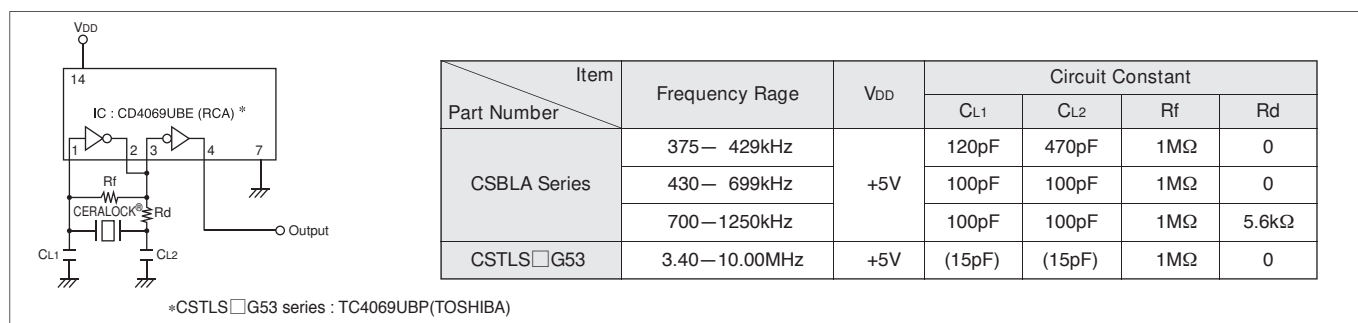 VDD
14
IC : CD4069UBE (RCA) *
1
2
3
4
7
Rf
CERALOCK®
Rd
CL1
CL2
Output
Item
Part Number
Frequency Rage
VDD
Circuit Constant
CL1
CL2
Rf
Rd
CSBLA Series
375— 429kHz
+5V
120pF
470pF
1MΩ
0
430— 699kHz
100pF
100pF
1MΩ
0
700—1250kHz
100pF
100pF
1MΩ
5.6kΩ
CSTLS□G53
3.40—10.00MHz
+5V
(15pF)
(15pF)
1MΩ
0
*CSTLS□G53 series : TC4069UBP(TOSHIBA)